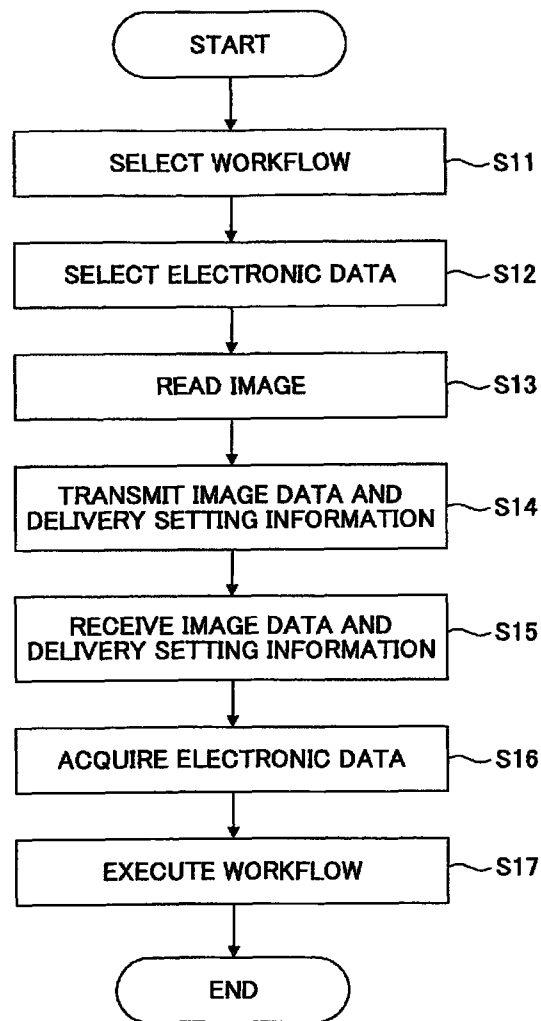 START
SELECT WORKFLOW S11
SELECT ELECTRONIC DATA S12
READ IMAGE S13
TRANSMIT IMAGE DATA AND
DELIVERY SETTING INFORMATION S14
RECEIVE IMAGE DATA AND
DELIVERY SETTING INFORMATION S15
ACQUIRE ELECTRONIC DATA S16
EXECUTE WORKFLOW S17
END